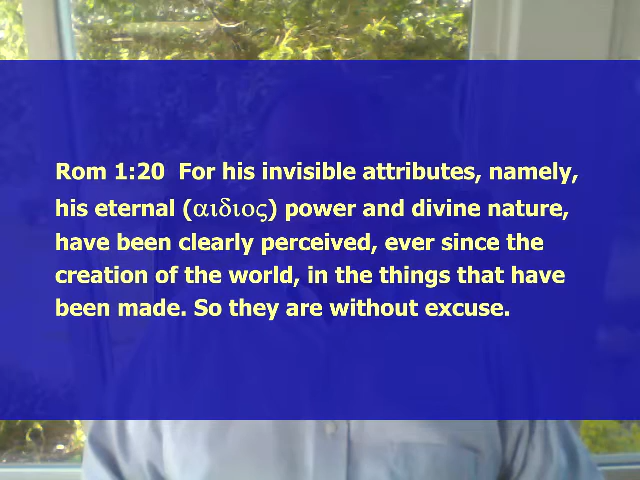 Rom 1:20  For his invisible attributes, namely,
his eternal (αιδιος) power and divine nature,
have been clearly perceived, ever since the
creation of the world, in the things that have
been made. So they are without excuse.